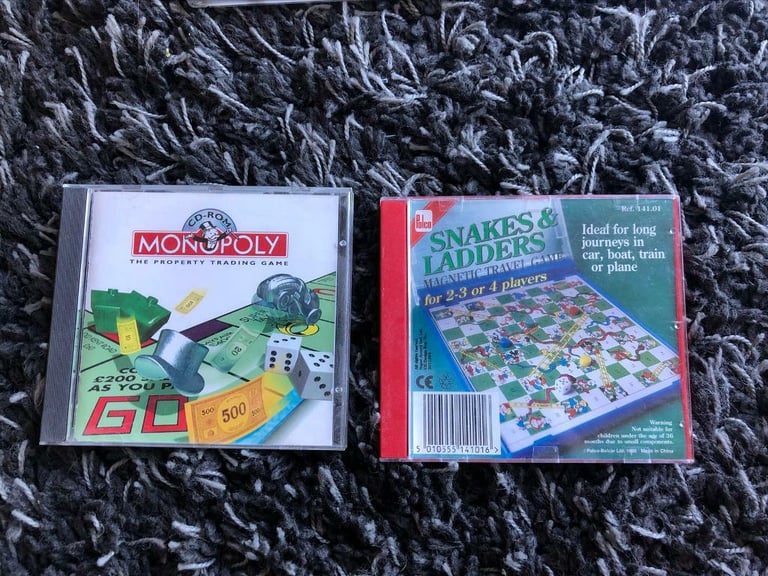 CD-ROM
MONOPOLY
THE PROPERTY TRADING GAME
£200
AS YOU PA
GO
500
500
SNAKES &
LADDERS
MAGNETIC TRAVEL GAME
for 2-3 or 4 players
Ref. 141.01
Ideal for long
journeys in
car, boat, train
or plane
CE
5 010555 141016 >
Warning
Not suitable for
children under the age of 36
months due to small components.
Made in China